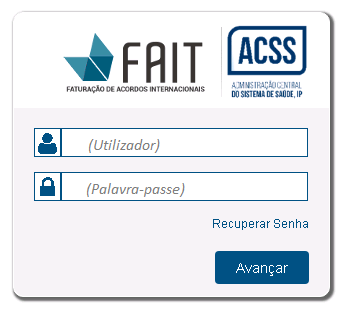 FAIT
FATURAÇÃO DE ACORDOS INTERNACIONAIS
ACSS
ADMINISTRAÇÃO CENTRAL
DO SISTEMA DE SAÚDE, IP
(Utilizador)
(Palavra-passe)
Recuperar Senha
Avançar